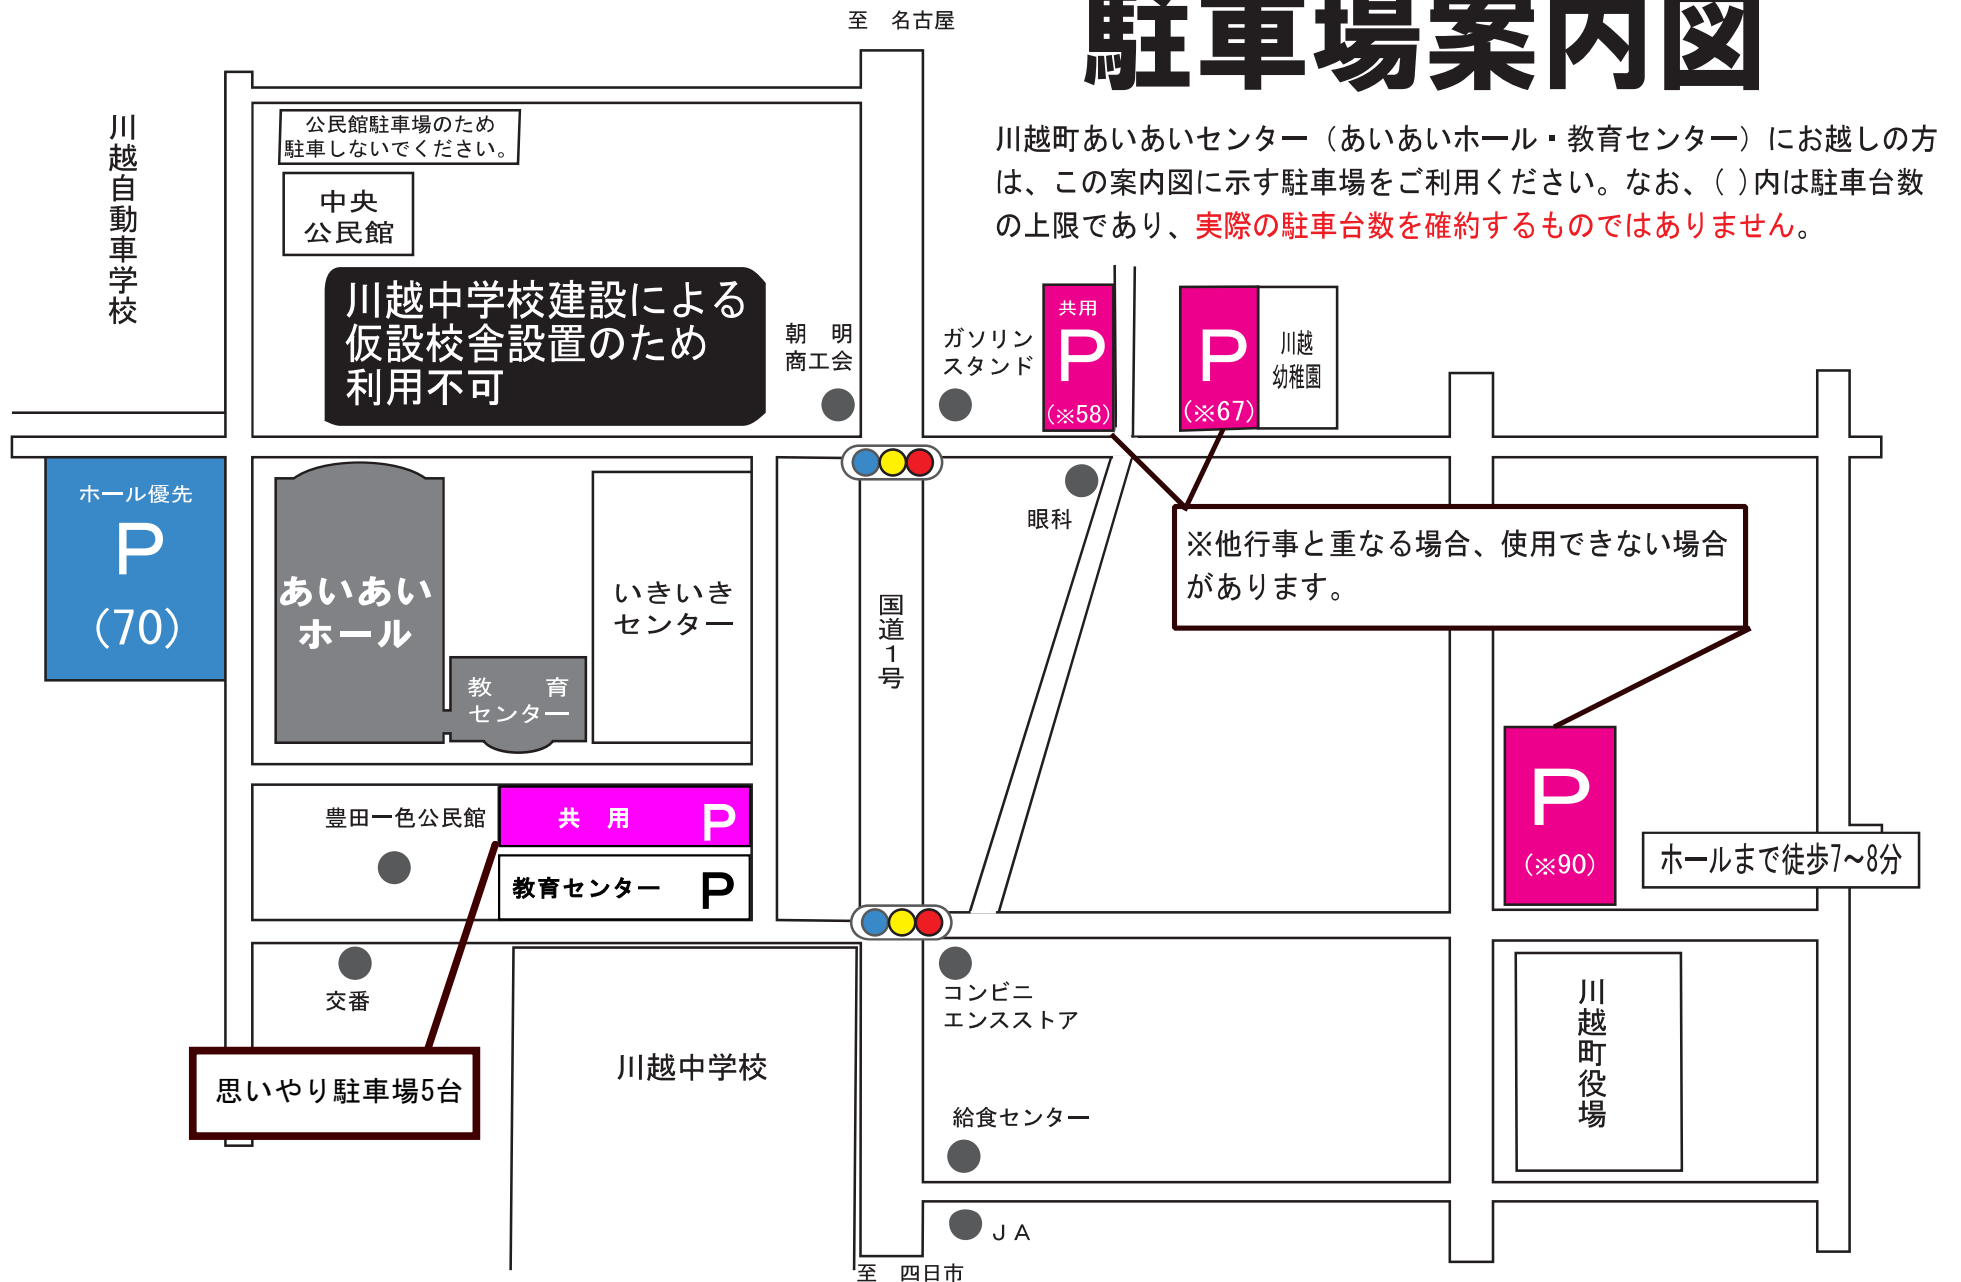 至　名古屋
駐車場案内図
川越町あいあいセンター（あいあいホール・教育センター）にお越しの方
は、この案内図に示す駐車場をご利用ください。なお、（ ）内は駐車台数
の上限であり、実際の駐車台数を確約するものではありません。
川越自動車学校
公民館駐車場のため
駐車しないでください。
中央
公民館
川越中学校建設による
仮設校舎設置のため
利用不可
朝　明
商工会
ガソリン
スタンド
共用
P
（※58）
P
（※67）
川越
幼稚園
ホール優先
P
（70）
あいあい
ホール
教　育
センター
いきいき
センター
国道1号
眼科
※他行事と重なる場合、使用できない場合
があります。
豊田一色公民館
共　用　P
教育センター　P
P
（※90）
ホールまで徒歩7～8分
交番
思いやり駐車場5台
川越中学校
コンビニ
エンスストア
給食センター
川越町役場
ＪＡ
至　四日市